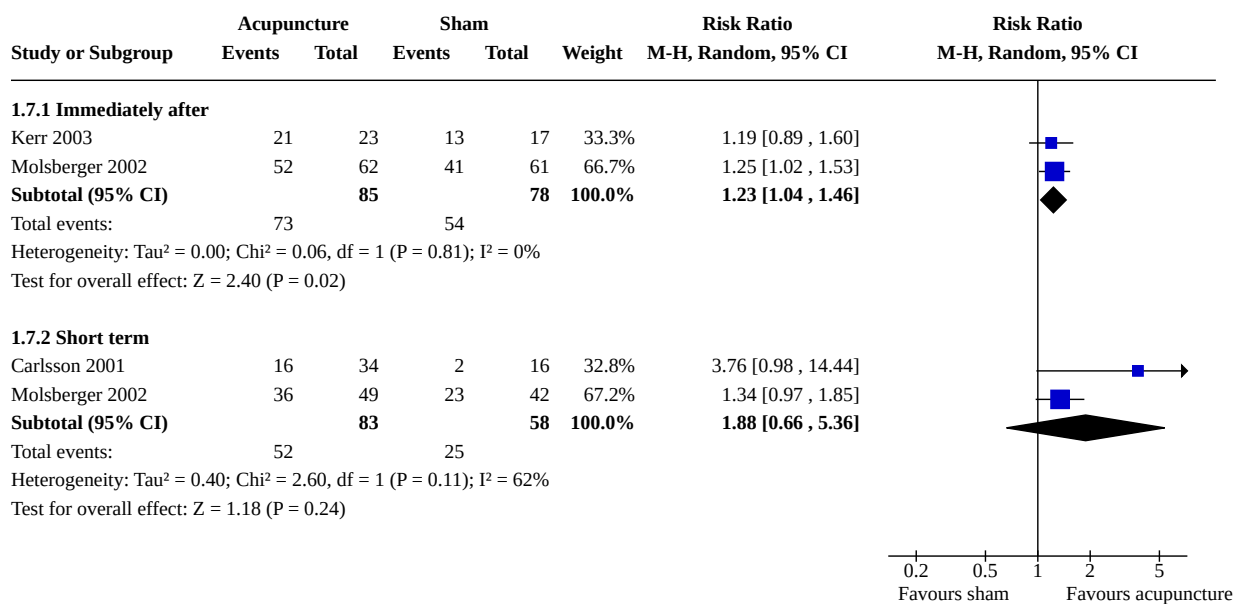 Acupuncture Sham Risk Ratio Risk Ratio
Study or Subgroup Events Total Events Total Weight M-H, Random, 95% CI M-H, Random, 95% CI
1.7.1 Immediately after
Kerr 2003 21 23 13 17 33.3% 1.19 [0.89 , 1.60]
Molsberger 2002 52 62 41 61 66.7% 1.25 [1.02 , 1.53]
Subtotal (95% CI) 85 78 100.0% 1.23 [1.04 , 1.46]
Total events: 73 54
Heterogeneity: Tau² = 0.00; Chi² = 0.06, df = 1 (P = 0.81); I² = 0%
Test for overall effect: Z = 2.40 (P = 0.02)
1.7.2 Short term
Carlsson 2001 16 34 2 16 32.8% 3.76 [0.98 , 14.44]
Molsberger 2002 36 49 23 42 67.2% 1.34 [0.97 , 1.85]
Subtotal (95% CI) 83 58 100.0% 1.88 [0.66 , 5.36]
Total events: 52 25
Heterogeneity: Tau² = 0.40; Chi² = 2.60, df = 1 (P = 0.11); I² = 62%
Test for overall effect: Z = 1.18 (P = 0.24)
0.2 0.5 1 2 5
Favours sham Favours acupuncture